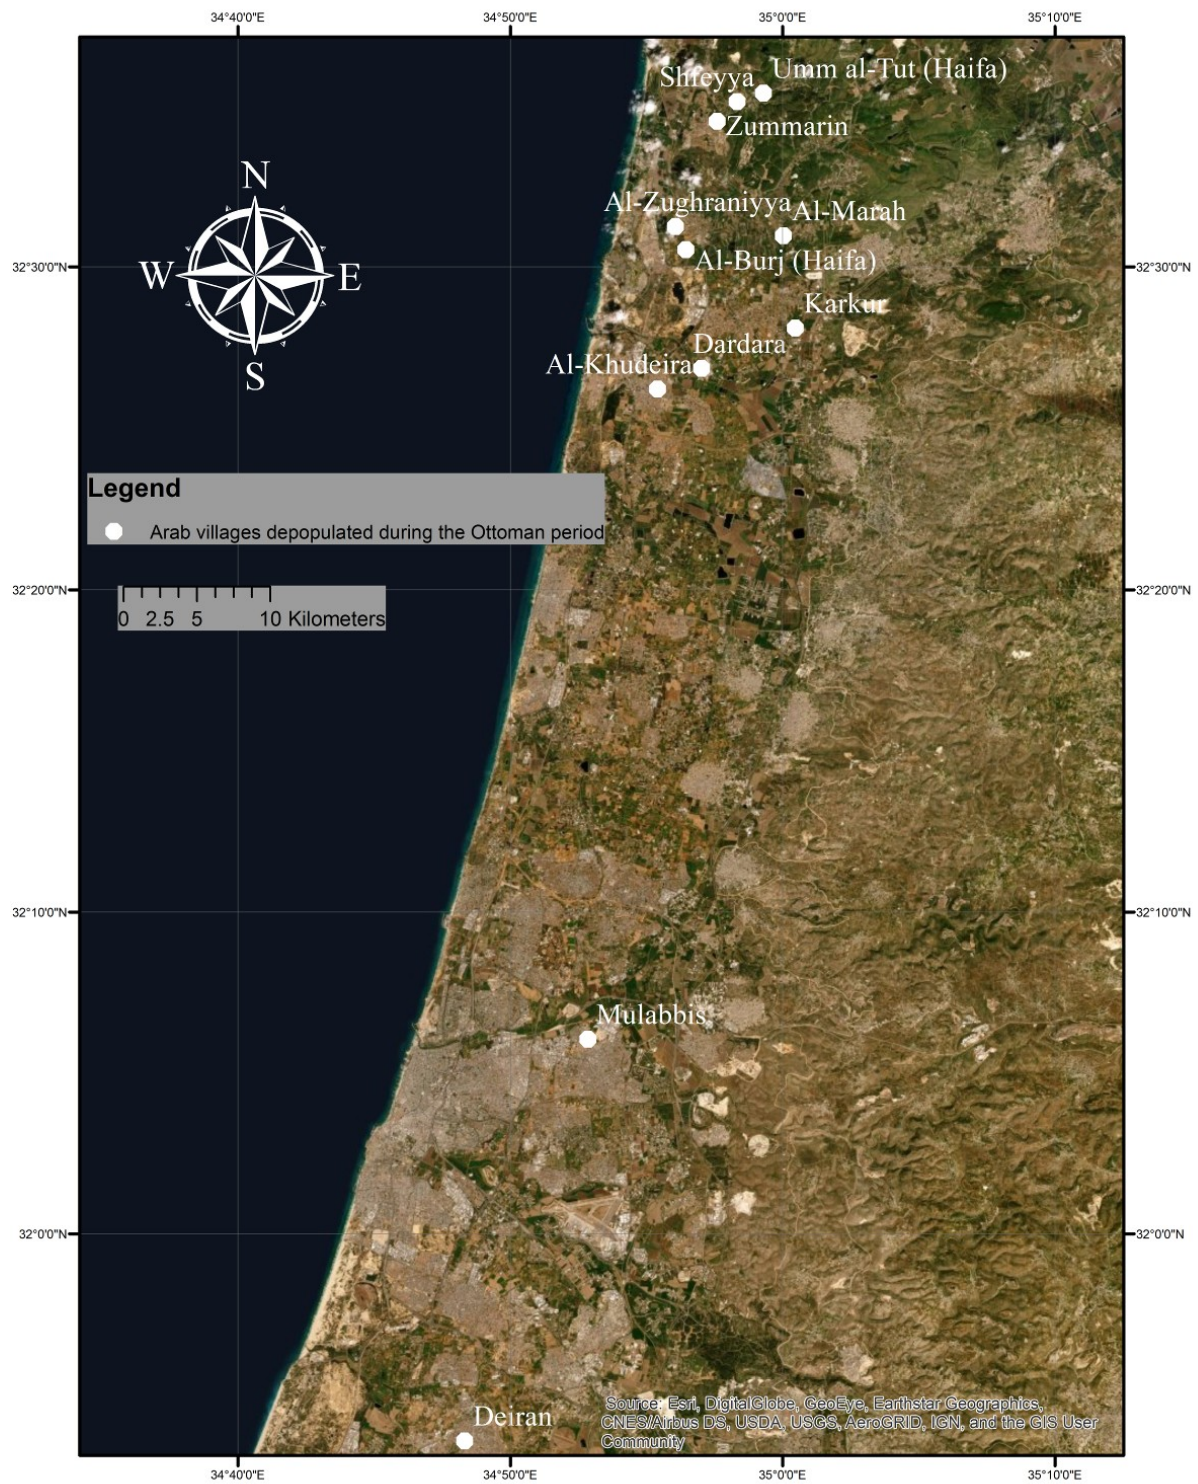 34°40'0"E
34°50'0"E
35°0'0"E
35°10'0"E
Shfeyya
Umm al-Tut (Haifa)
Zummarin
N
W
E
S
Al-Zughraniyya
Al-Marah
Al-Burj (Haifa)
32°30'0"N
32°30'0"N
Karkur
Dardara
Al-Khudeira
Legend
Arab villages depopulated during the Ottoman period
32°20'0"N
32°20'0"N
0 2.5 5 10 Kilometers
32°10'0"N
32°10'0"N
Mulabbis
32°0'0"N
32°0'0"N
Deiran
Source: Esri, DigitalGlobe, GeoEye, Earthstar Geographics,
CNES/Airbus DS, USDA, USGS, AeroGRID, IGN, and the GIS User
Community
34°40'0"E
34°50'0"E
35°0'0"E
35°10'0"E